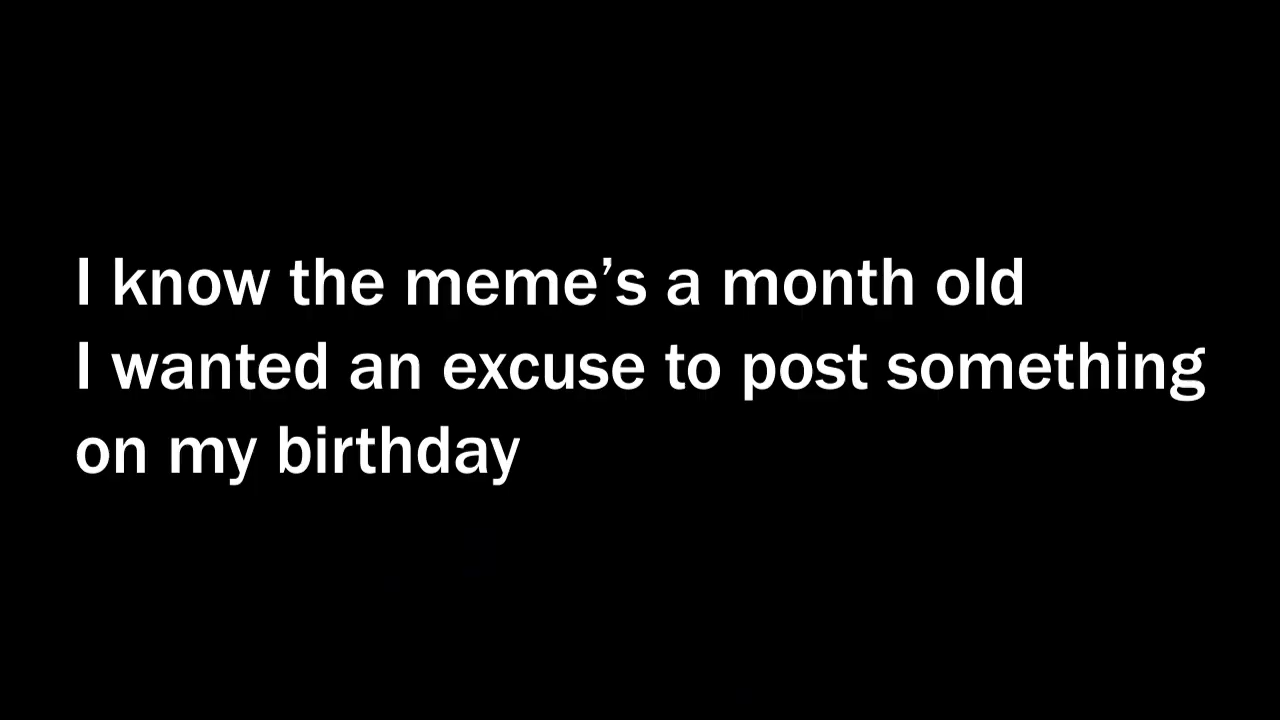 I know the meme’s a month old
I wanted an excuse to post something
on my birthday